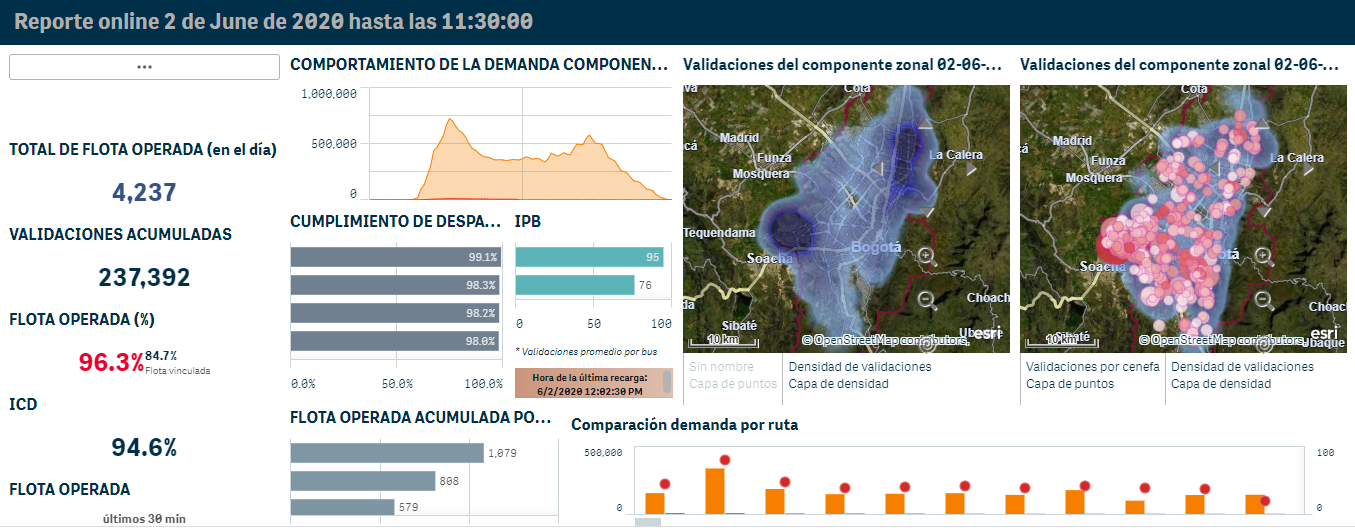 Reporte online 2 de June de 2020 hasta las 11:30:00
...
TOTAL DE FLOTA OPERADA (en el día)
4,237
VALIDACIONES ACUMULADAS
237,392
FLOTA OPERADA (%)
96.3%
84.7%
Flota vinculada
ICD
94.6%
FLOTA OPERADA
últimos 30 min
COMPORTAMIENTO DE LA DEMANDA COMPONEN...
1,000,000
500,000
0
CUMPLIMIENTO DE DESPA...
99.1%
98.3%
98.2%
98.0%
0.0%
50.0%
100.0%
IPB
95
76
0
50
100
* Validaciones promedio por bus
Hora de la última recarga:
6/2/2020 12:02:30 PM
FLOTA OPERADA ACUMULADA PO...
1,079
808
579
Validaciones del componente zonal 02-06-...
Cota
Madrid
cá
Funza
Mosquera
La Calera
Tequendama
Bogotá
Soacha
Choach
Sibaté
Ub
esri
10 km
© OpenStreetMap contributors.
Sin nombre
Capa de puntos
Densidad de validaciones
Capa de densidad
Validaciones del componente zonal 02-06-...
Cota
Madrid
cá
Funza
Mosquera
La Calera
otá
Soacha
Choach
Sibaté
Ubaque
esri
10 km
© OpenStreetMap contributors.
Validaciones por cenefa
Capa de puntos
Densidad de validaciones
Capa de densidad
Comparación demanda por ruta
500,000
0
100
0